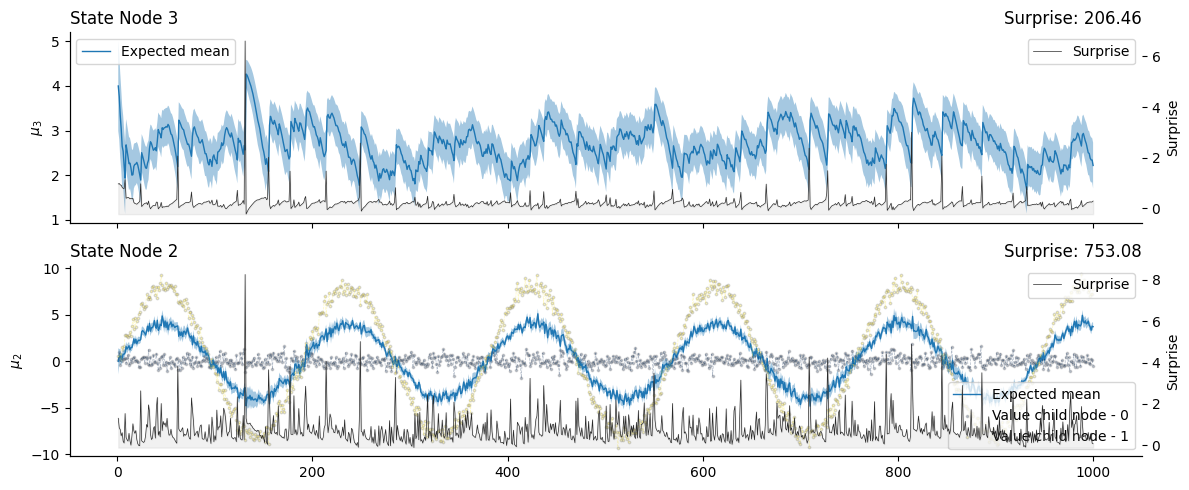 State Node 3
Surprise: 206.46
5
4
3
2
1
μ3
Expected mean
Surprise
6
4
2
0
Surprise
State Node 2
Surprise: 753.08
10
5
0
−5
−10
μ2
Surprise
Expected mean
Value child node - 0
Value child node - 1
8
6
4
2
0
Surprise
0
200
400
600
800
1000